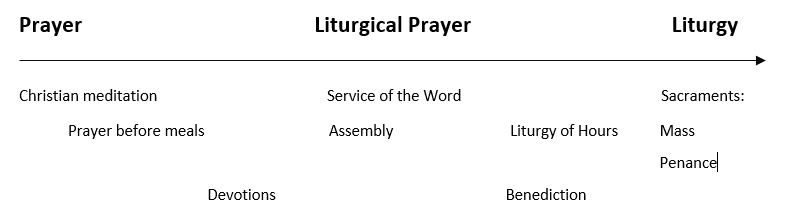 Prayer Liturgical Prayer Liturgy
Christian meditation Service of the Word Sacraments:
Prayer before meals Assembly Liturgy of Hours Mass
Penance
Devotions Benediction